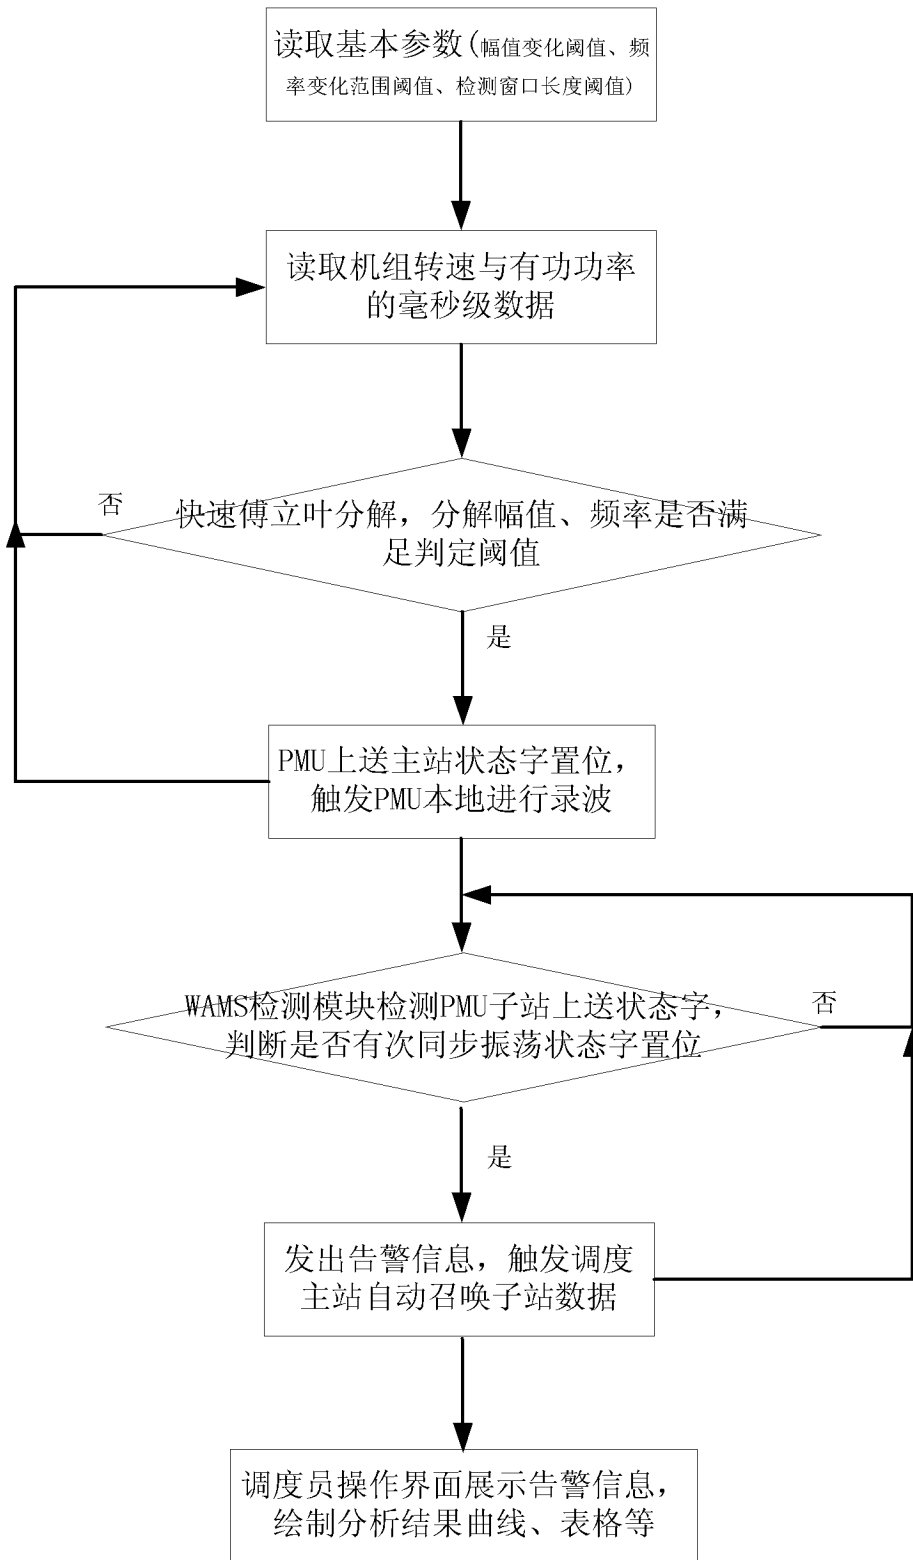 读取基本参数(幅值变化阈值、频
率变化范围阈值、检测窗口长度阈值)
读取机组转速与有功功率
的毫秒级数据
否
快速傅立叶分解，分解幅值、频率是否满
足判定阈值
是
PMU上送主站状态字置位，
触发PMU本地进行录波
WAMS检测模块检测PMU子站上送状态字，
判断是否有次同步振荡状态字置位
否
是
发出告警信息，触发调度
主站自动召唤子站数据
调度员操作界面展示告警信息，
绘制分析结果曲线、表格等